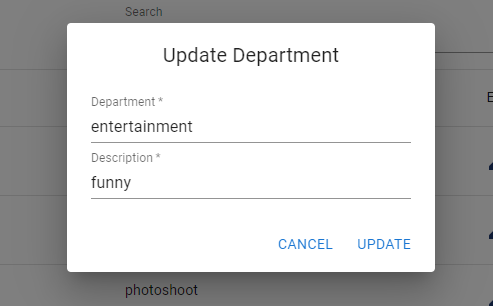 Search
Update Department
Department *
entertainment
Description *
funny
CANCEL UPDATE
photoshoot